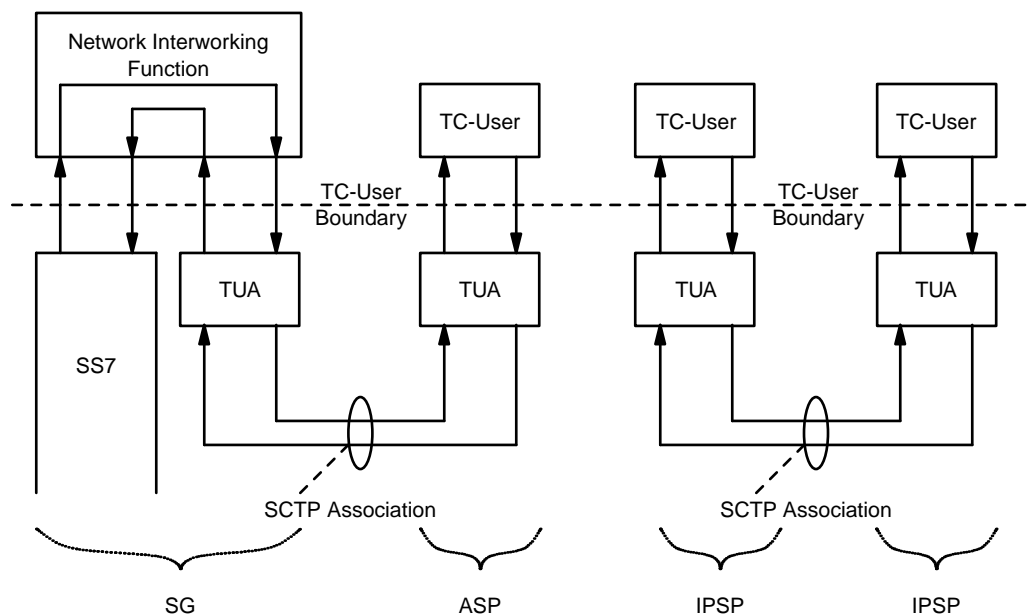 Network Interworking
Function
TC-User
TC-User
TC-User
TC-User
Boundary
TC-User
Boundary
TUA
TUA
TUA
TUA
SS7
SCTP Association
SCTP Association
SG
ASP
IPSP
IPSP